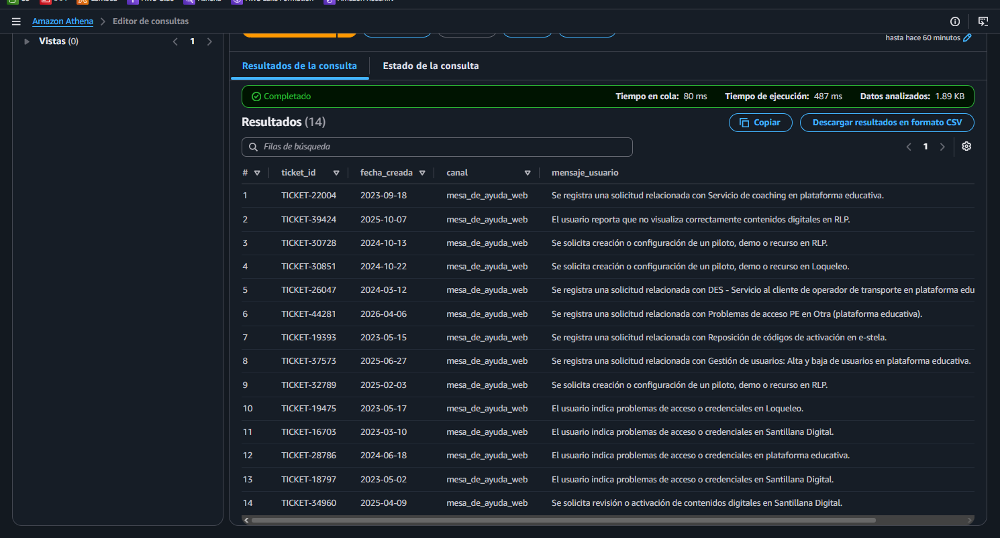 Amazon Athena
Editor de consultas
Vistas (0)
1
hasta hace 60 minutos
Resultados de la consulta
Estado de la consulta
Completado
Tiempo en cola: 80 ms
Tiempo de ejecución: 487 ms
Datos analizados: 1.89 KB
Resultados (14)
Copiar
Descargar resultados en formato CSV
Filas de búsqueda
1
# ticket_id fecha_creada canal mensaje_usuario
1 TICKET-22004 2023-09-18 mesa_de_ayuda_web Se registra una solicitud relacionada con Servicio de coaching en plataforma educativa.
2 TICKET-39424 2025-10-07 mesa_de_ayuda_web El usuario reporta que no visualiza correctamente contenidos digitales en RLP.
3 TICKET-30728 2024-10-13 mesa_de_ayuda_web Se solicita creación o configuración de un piloto, demo o recurso en RLP.
4 TICKET-30851 2024-10-22 mesa_de_ayuda_web Se solicita creación o configuración de un piloto, demo o recurso en Loqueleo.
5 TICKET-26047 2024-03-12 mesa_de_ayuda_web Se registra una solicitud relacionada con DES - Servicio al cliente de operador de transporte en plataforma edu
6 TICKET-44281 2026-04-06 mesa_de_ayuda_web Se registra una solicitud relacionada con Problemas de acceso PE en Otra (plataforma educativa).
7 TICKET-19393 2023-05-15 mesa_de_ayuda_web Se registra una solicitud relacionada con Reposición de códigos de activación en e-stela.
8 TICKET-37573 2025-06-27 mesa_de_ayuda_web Se registra una solicitud relacionada con Gestión de usuarios: Alta y baja de usuarios en plataforma educativa.
9 TICKET-32789 2025-02-03 mesa_de_ayuda_web Se solicita creación o configuración de un piloto, demo o recurso en RLP.
10 TICKET-19475 2023-05-17 mesa_de_ayuda_web El usuario indica problemas de acceso o credenciales en Loqueleo.
11 TICKET-16703 2023-03-10 mesa_de_ayuda_web El usuario indica problemas de acceso o credenciales en Santillana Digital.
12 TICKET-28786 2024-06-18 mesa_de_ayuda_web El usuario indica problemas de acceso o credenciales en plataforma educativa.
13 TICKET-18797 2023-05-02 mesa_de_ayuda_web El usuario indica problemas de acceso o credenciales en Santillana Digital.
14 TICKET-34960 2025-04-09 mesa_de_ayuda_web Se solicita revisión o activación de contenidos digitales en Santillana Digital.